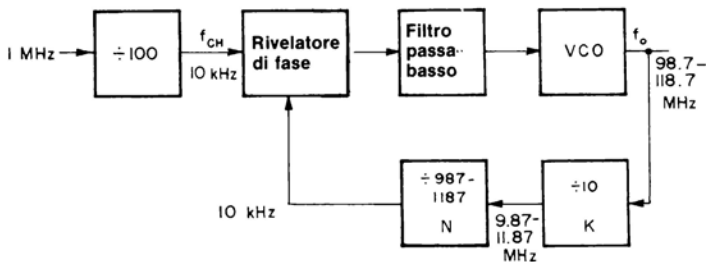 1 MHz
÷100
f_CH
10 kHz
Rivelatore
di fase
Filtro
passa-
basso
VCO
f_o
98.7–
118.7
MHz
÷987-
1187
N
÷10
K
10 kHz
9.87-
11.87
MHz